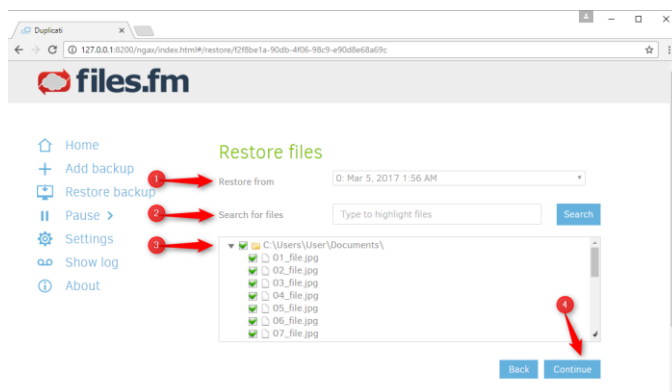 Duplicati
127.0.0.1:8200/ngax/index.html#/restore/f2f8be1a-90db-4f06-98c9-e90d8e68a69c
files.fm
Home
Add backup
Restore backup
Pause >
Settings
Show log
About
Restore files
1
Restore from
0: Mar 5, 2017 1:56 AM
2
Search for files
Type to highlight files
Search
3
C:\Users\User\Documents\
01_file.jpg
02_file.jpg
03_file.jpg
04_file.jpg
05_file.jpg
06_file.jpg
07_file.jpg
4
Back
Continue